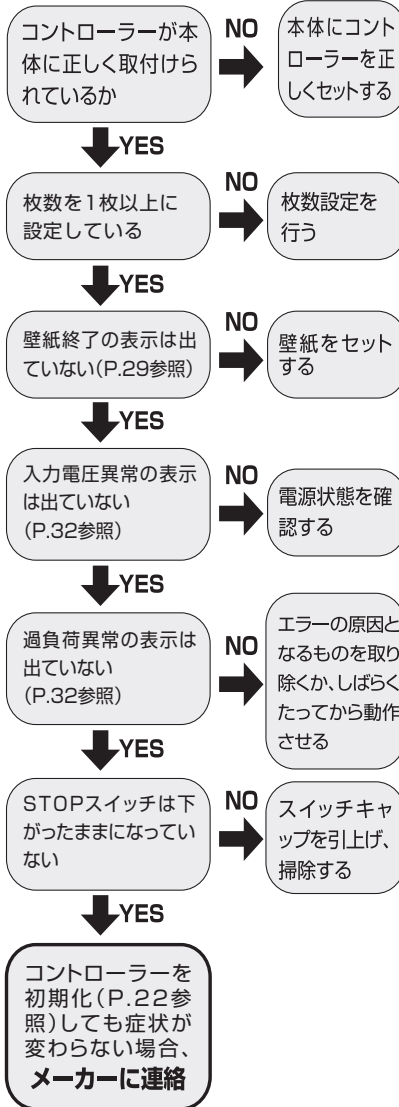 コントローラーが本
体に正しく取付けら
れているか
NO
本体にコント
ローラーを正
しくセットする
YES
枚数を1枚以上に
設定している
NO
枚数設定を
行う
YES
壁紙終了の表示は出
ていない(P.29参照)
NO
壁紙をセット
する
YES
入力電圧異常の表示
は出ていない
(P.32参照)
NO
電源状態を確
認する
YES
過負荷異常の表示は
出ていない
(P.32参照)
NO
エラーの原因と
なるものを取り
除くか、しばらく
たってから動作
させる
YES
STOPスイッチは下
がったままになってい
ない
NO
スイッチキャ
ップを引上げ、
掃除する
YES
コントローラーを
初期化(P.22参
照)しても症状が
変わらない場合、
メーカーに連絡